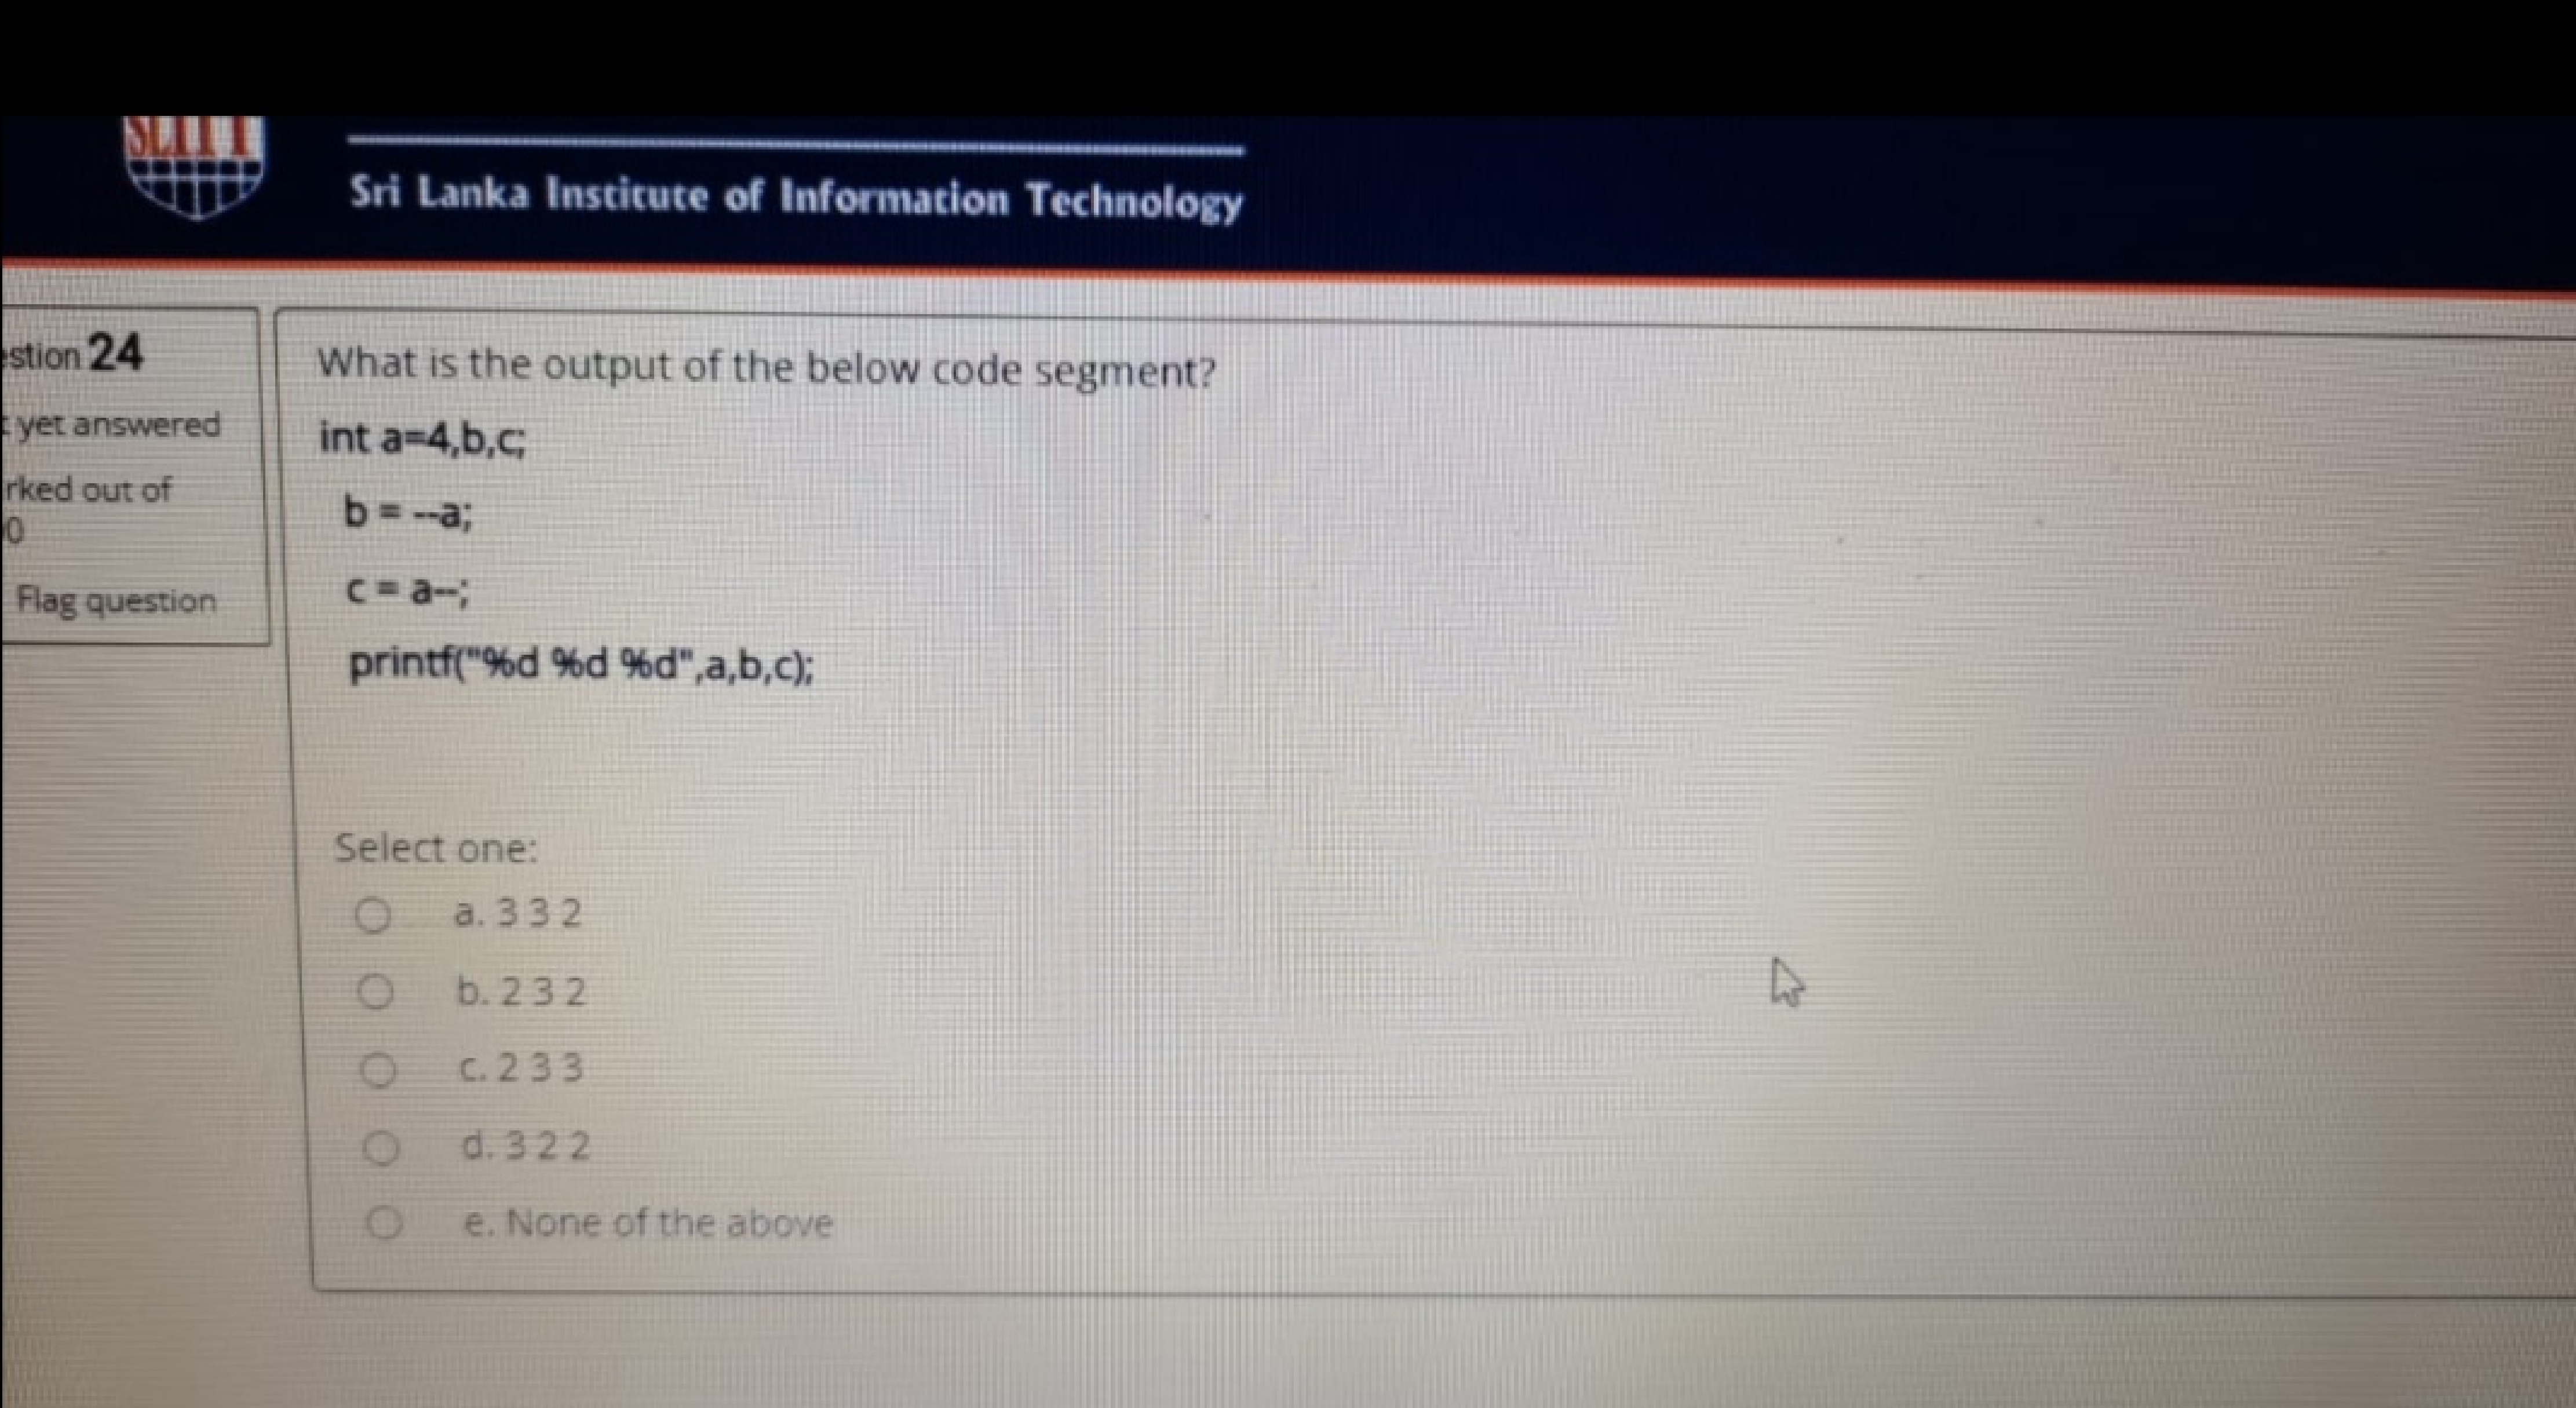 SLIIT
Sri Lanka Institute of Information Technology
estion 24
t yet answered
rked out of
0
Flag question
What is the output of the below code segment?
int a=4,b,c;
b = --a;
c = a--;
printf("%d %d %d",a,b,c);
Select one:
a. 3 3 2
b. 2 3 2
c. 2 3 3
d. 3 2 2
e. None of the above